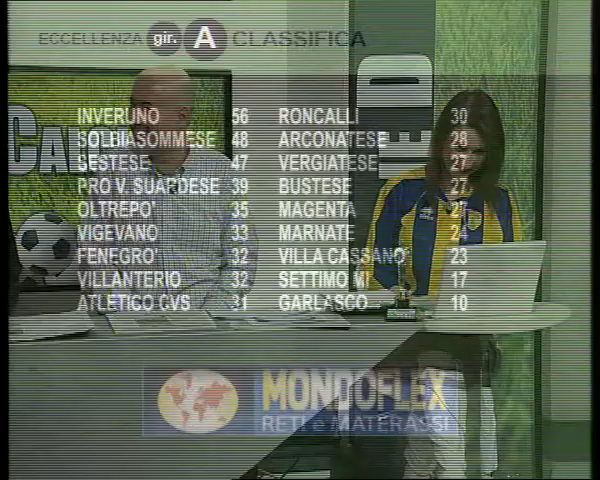 ECCELLENZA gir. A CLASSIFICA
INVERUNO 56 RONCALLI 30
SOLBIASOMMESE 48 ARCONATESE 28
SESTESE 47 VERGIATESE 27
PRO V. SUARDESE 39 BUSTESE 27
OLTREPO' 35 MAGENTA
VIGEVANO 33 MARNATE 24
FENEGRO' 32 VILLA CASSANO 23
VILLANTERIO 32 SETTIMO MI 17
ATLETICO CVS 31 GARLASCO 10
MONDOFLEX
RETI e MATERASSI